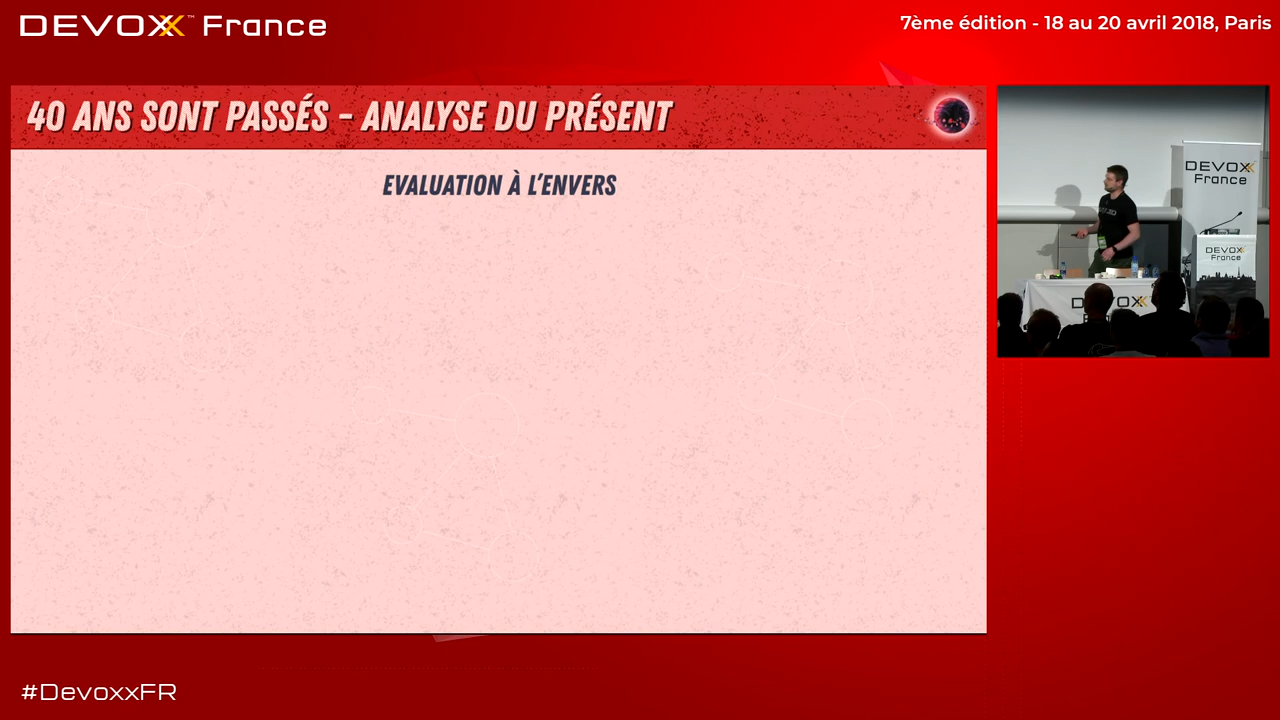 DEVOXX™ France
7ème édition - 18 au 20 avril 2018, Paris
40 ANS SONT PASSÉS - ANALYSE DU PRÉSENT
EVALUATION À L'ENVERS
DEVOXX
France
DEVOXX
France
DEVOXX
#DevoxxFR